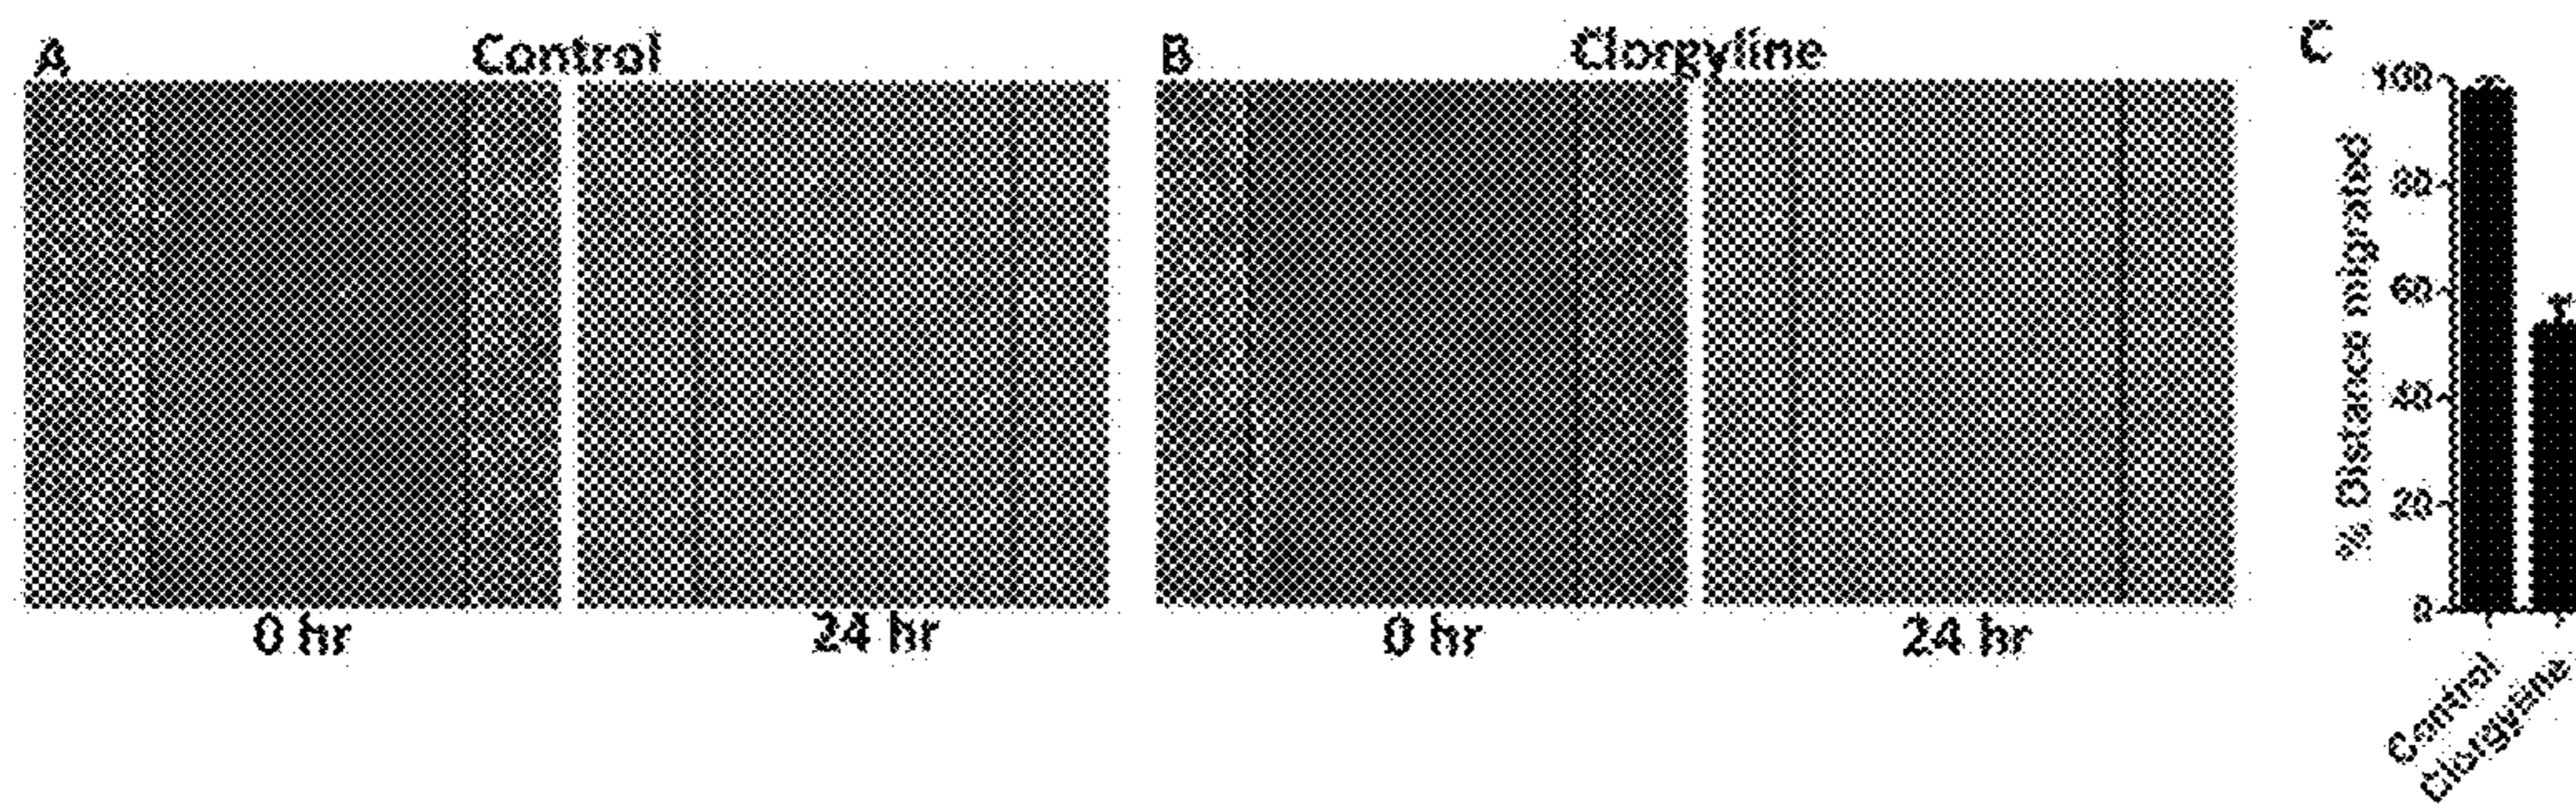 A Control
0 hr 24 hr
B Clorgyline
0 hr 24 hr
C
% Distance migrated
100
80
60
40
20
0
Control
Clorgyline